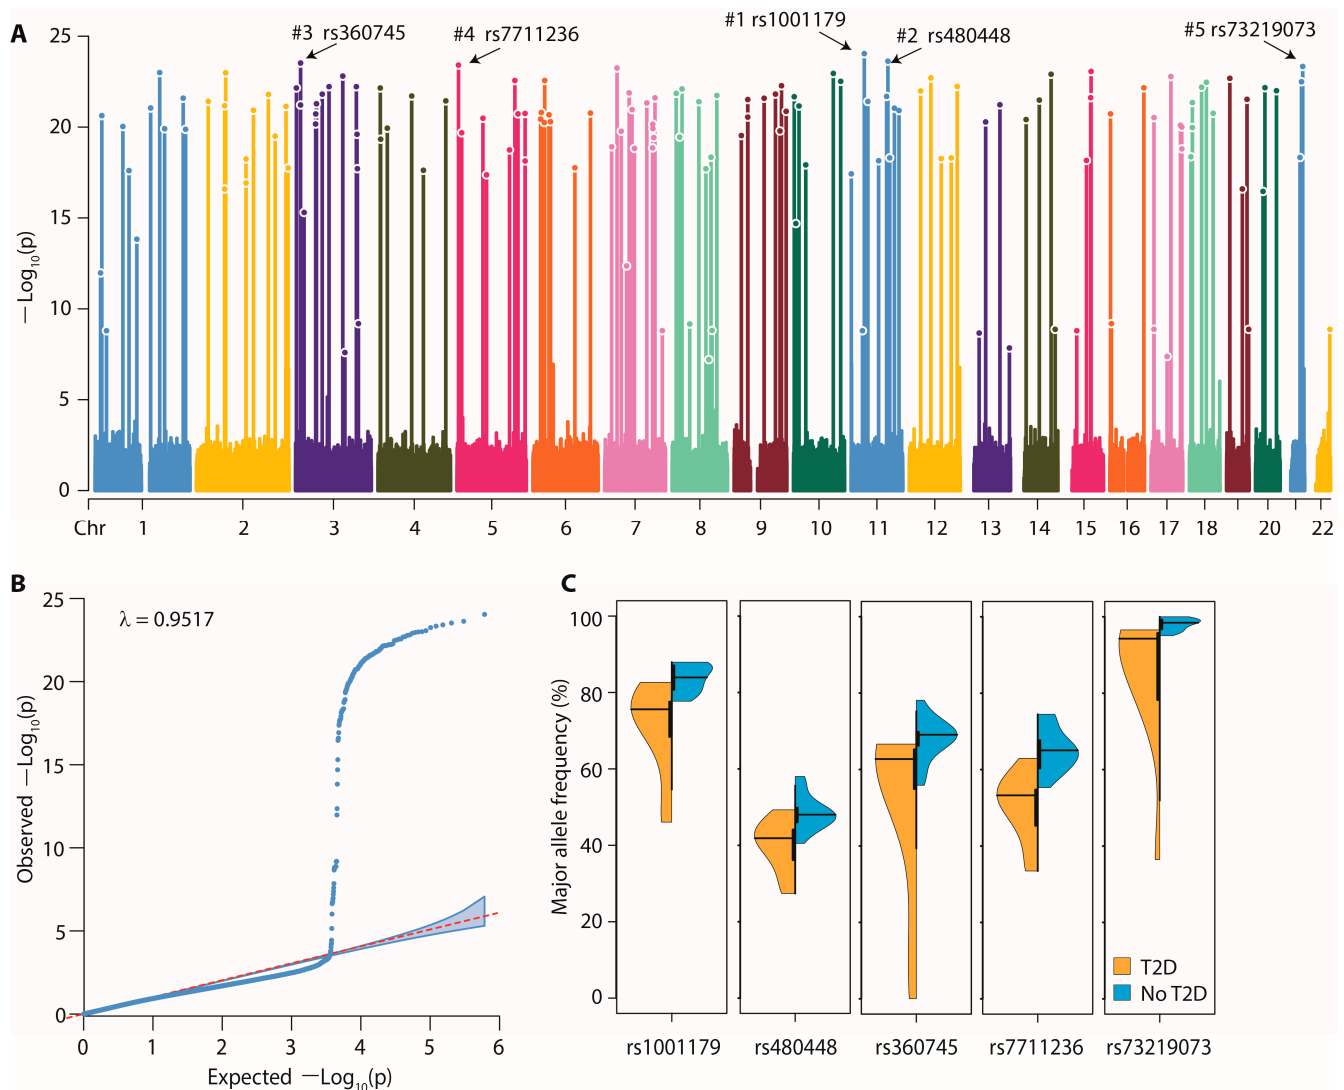 A
25
20
15
10
5
0
—Log10(p)
#3 rs360745
#4 rs7711236
#1 rs1001179
#2 rs480448
#5 rs73219073
Chr 1 2 3 4 5 6 7 8 9 10 11 12 13 14 15 16 17 18 20 22
B
25
20
15
10
5
0
Observed —Log10(p)
λ = 0.9517
0 1 2 3 4 5 6
Expected —Log10(p)
C
100
80
60
40
20
0
Major allele frequency (%)
T2D
No T2D
rs1001179 rs480448 rs360745 rs7711236 rs73219073